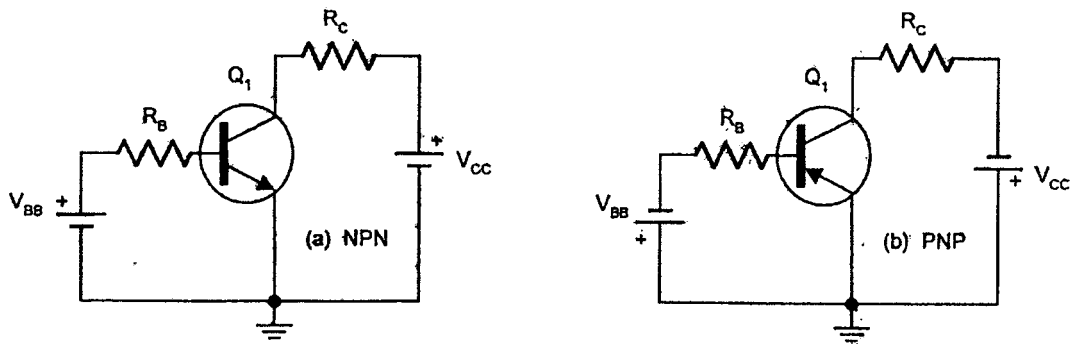 R_C
Q_1
R_B
+
V_CC
V_BB
+
(a) NPN
R_C
Q_1
R_B
V_BB
+
+
V_CC
(b) PNP